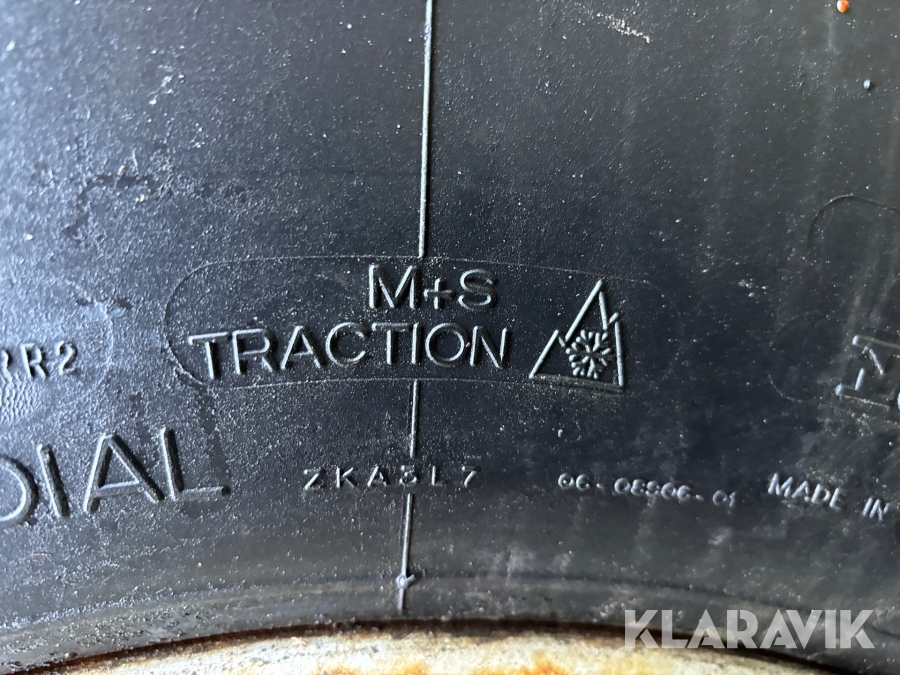 M+S
TRACTION
RR2
DIAL
ZKA3L7
MADE IN
KLARAVIK